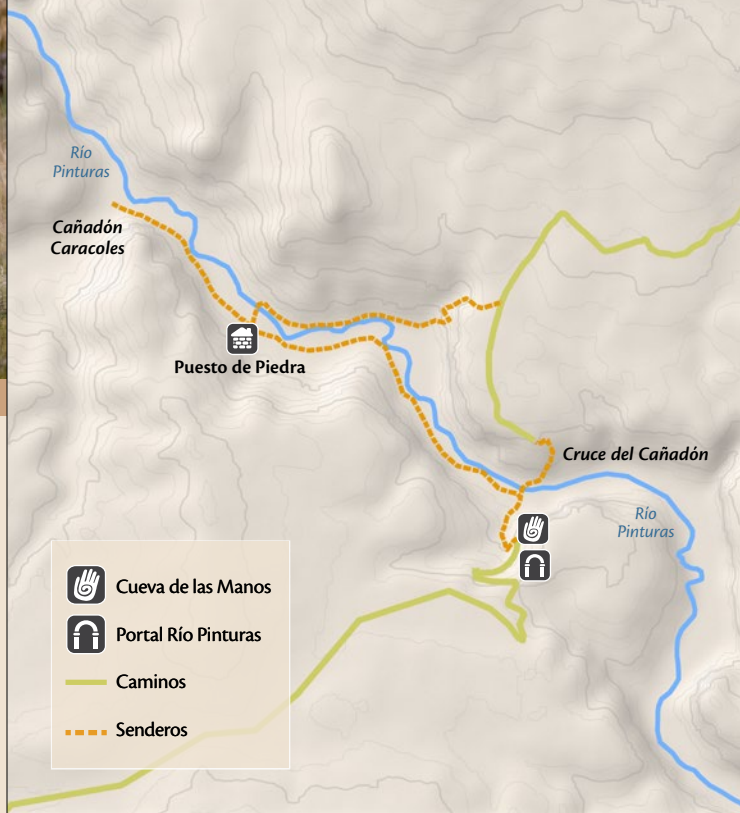 Río
Pinturas
Cañadón
Caracoles
Puesto de Piedra
Cruce del Cañadón
Río
Pinturas
Cueva de las Manos
Portal Río Pinturas
Caminos
Senderos